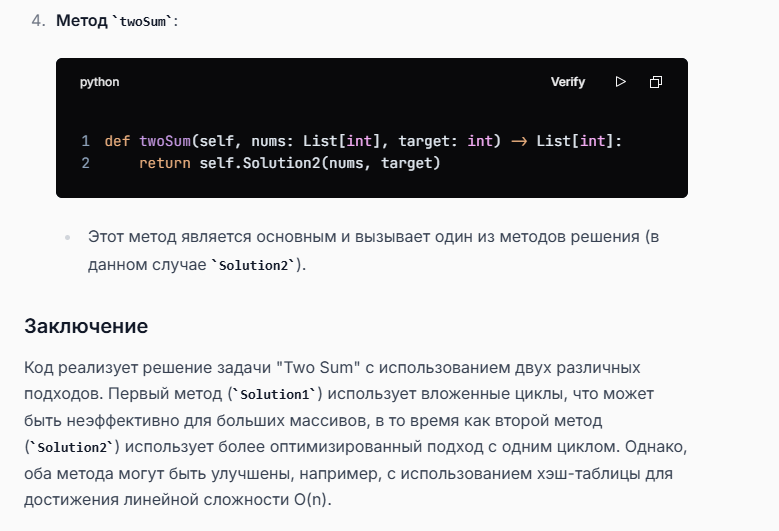 4. Метод `twoSum`:
python
Verify
1 def twoSum(self, nums: List[int], target: int) -> List[int]:
2 return self.Solution2(nums, target)
Этот метод является основным и вызывает один из методов решения (в
данном случае `Solution2`).
Заключение
Код реализует решение задачи "Two Sum" с использованием двух различных
подходов. Первый метод (`Solution1`) использует вложенные циклы, что может
быть неэффективно для больших массивов, в то время как второй метод
(`Solution2`) использует более оптимизированный подход с одним циклом. Однако,
оба метода могут быть улучшены, например, с использованием хэш-таблицы для
достижения линейной сложности O(n).